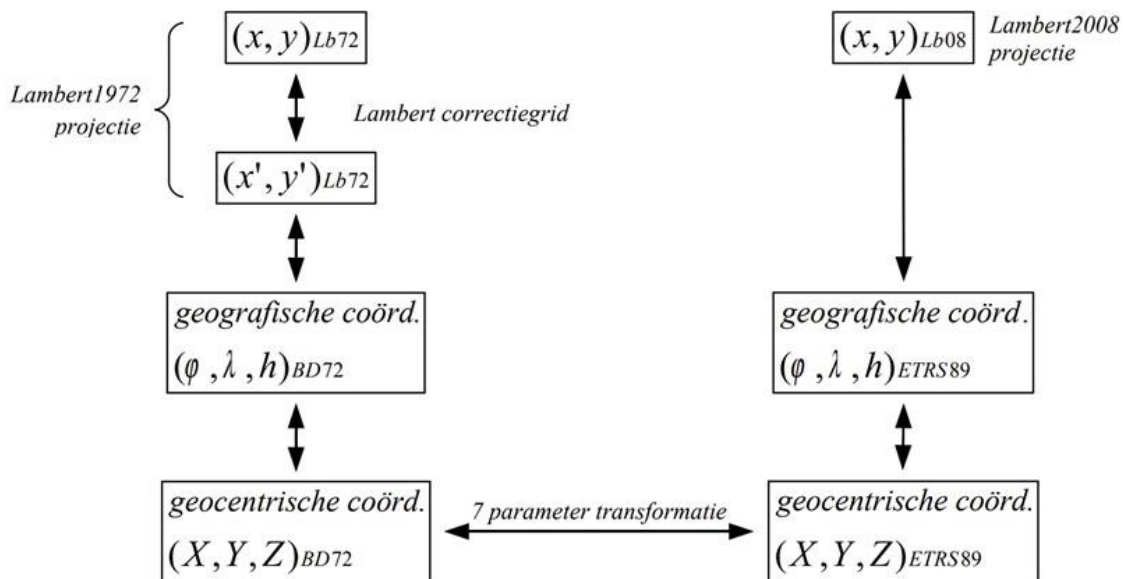 (x, y)Lb72
(x, y)Lb08
Lambert2008
projectie
Lambert1972
projectie
Lambert correctiegrid
(x', y')Lb72
geografische coörd.
(φ, λ, h)BD72
geografische coörd.
(φ, λ, h)ETRS89
geocentrische coörd.
(X, Y, Z)BD72
7 parameter transformatie
geocentrische coörd.
(X, Y, Z)ETRS89